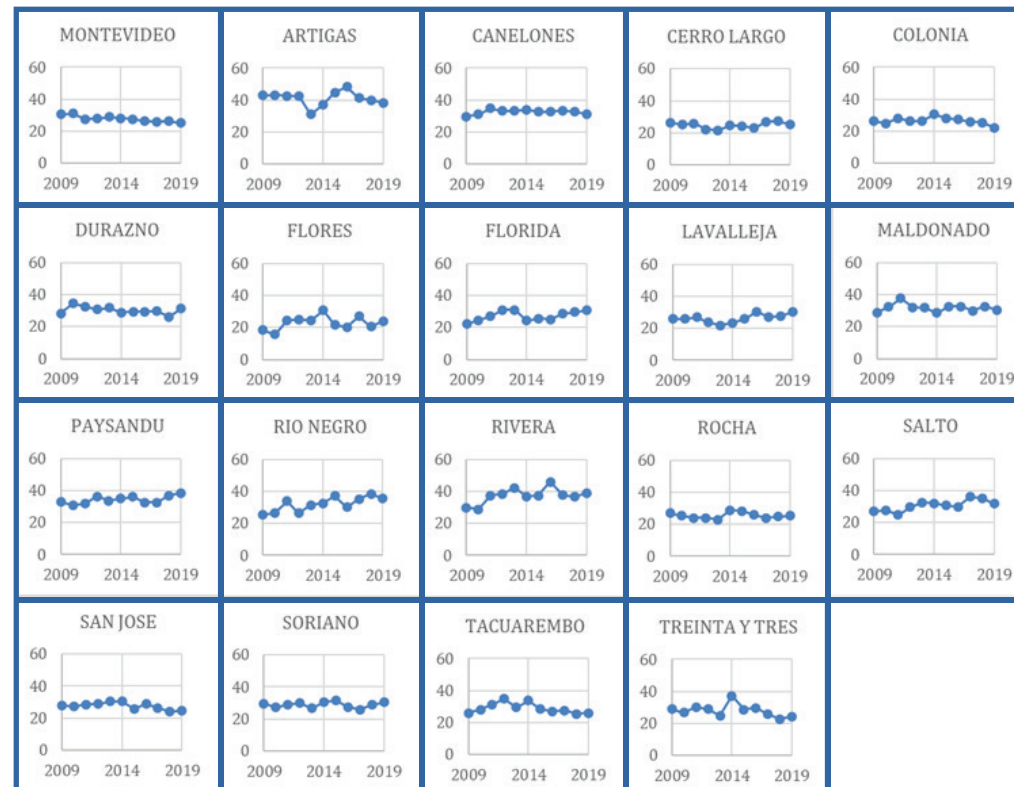 MONTEVIDEO
60
40
20
0
2009 2014 2019
ARTIGAS
60
40
20
0
2009 2014 2019
CANELONES
60
40
20
0
2009 2014 2019
CERRO LARGO
60
40
20
0
2009 2014 2019
COLONIA
60
40
20
0
2009 2014 2019
DURAZNO
60
40
20
0
2009 2014 2019
FLORES
60
40
20
0
2009 2014 2019
FLORIDA
60
40
20
0
2009 2014 2019
LAVALLEJA
60
40
20
0
2009 2014 2019
MALDONADO
60
40
20
0
2009 2014 2019
PAYSANDU
60
40
20
0
2009 2014 2019
RIO NEGRO
60
40
20
0
2009 2014 2019
RIVERA
60
40
20
0
2009 2014 2019
ROCHA
60
40
20
0
2009 2014 2019
SALTO
60
40
20
0
2009 2014 2019
SAN JOSE
60
40
20
0
2009 2014 2019
SORIANO
60
40
20
0
2009 2014 2019
TACUAREMBO
60
40
20
0
2009 2014 2019
TREINTA Y TRES
60
40
20
0
2009 2014 2019